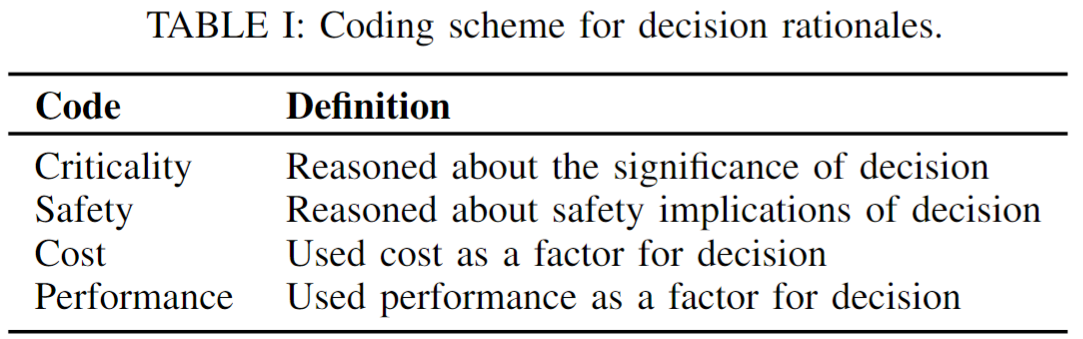 TABLE I: Coding scheme for decision rationales.
Code Definition
Criticality Reasoned about the significance of decision
Safety Reasoned about safety implications of decision
Cost Used cost as a factor for decision
Performance Used performance as a factor for decision